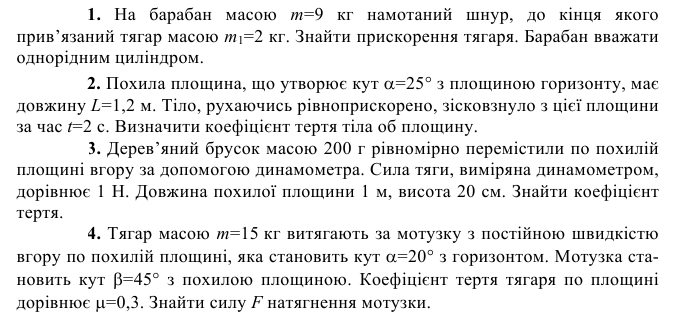 1. На барабан масою m=9 кг намотаний шнур, до кінця якого
прив’язаний тягар масою m₁=2 кг. Знайти прискорення тягаря. Барабан вважати
однорідним циліндром.
2. Похила площина, що утворює кут α=25° з площиною горизонту, має
довжину L=1,2 м. Тіло, рухаючись рівноприскорено, зісковзнуло з цієї площини
за час t=2 с. Визначити коефіцієнт тертя тіла об площину.
3. Дерев’яний брусок масою 200 г рівномірно перемістили по похилій
площині вгору за допомогою динамометра. Сила тяги, виміряна динамометром,
дорівнює 1 Н. Довжина похилої площини 1 м, висота 20 см. Знайти коефіцієнт
тертя.
4. Тягар масою m=15 кг витягають за мотузку з постійною швидкістю
вгору по похилій площині, яка становить кут α=20° з горизонтом. Мотузка ста-
новить кут β=45° з похилою площиною. Коефіцієнт тертя тягаря по площині
дорівнює μ=0,3. Знайти силу F натягнення мотузки.